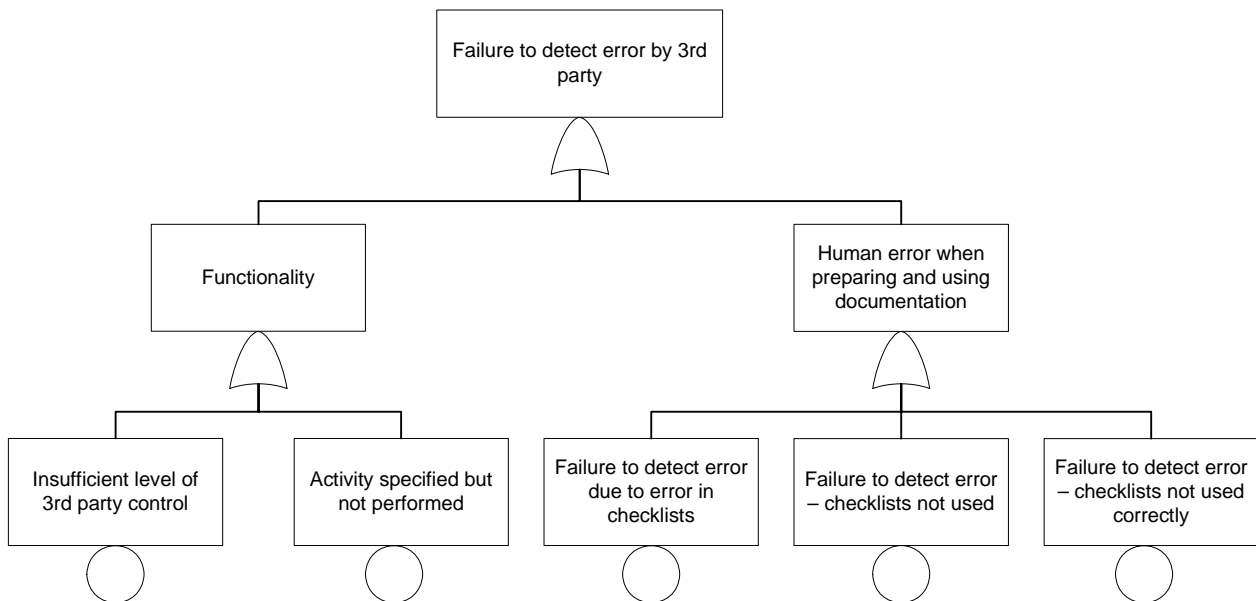 Failure to detect error by 3rd
party
Functionality
Human error when
preparing and using
documentation
Insufficient level of
3rd party control
Activity specified but
not performed
Failure to detect error
due to error in
checklists
Failure to detect error
– checklists not used
Failure to detect error
– checklists not used
correctly